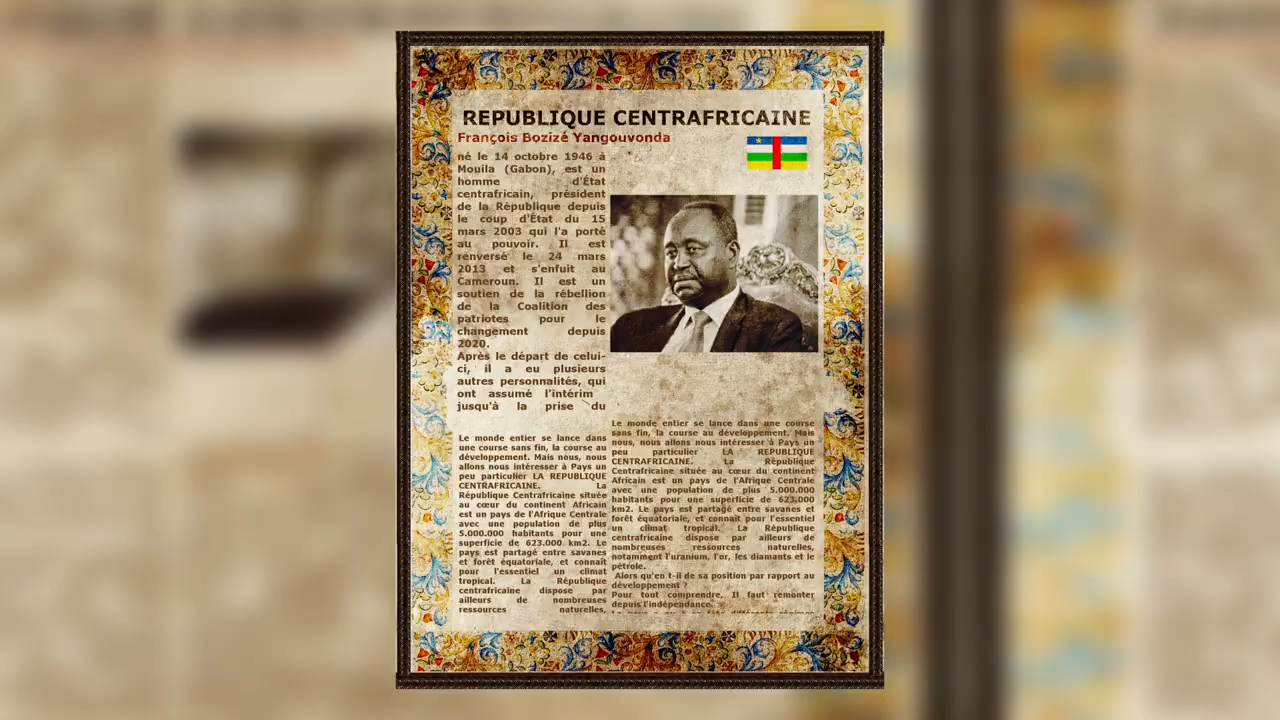 REPUBLIQUE CENTRAFRICAINE
François Bozizé Yangouvonda
né le 14 octobre 1946 à
Mouila (Gabon), est un
homme d'État
centrafricain, président
de la République depuis
le coup d'État du 15
mars 2003 qui l'a porté
au pouvoir. Il est
renversé le 24 mars
2013 et s'enfuit au
Cameroun. Il est un
soutien de la rébellion
de la Coalition des
patriotes pour le
changement depuis
2020.
Après le départ de celui-
ci, il a eu plusieurs
autres personnalités, qui
ont assumé l'intérim
jusqu'à la prise du
Le monde entier se lance dans
une course sans fin, la course au
développement. Mais nous, nous
allons nous intéresser à Pays un
peu particulier LA REPUBLIQUE
CENTRAFRICAINE. La
République Centrafricaine située
au cœur du continent Africain
est un pays de l'Afrique Centrale
avec une population de plus
5.000.000 habitants pour une
superficie de 623.000 km2. Le
pays est partagé entre savanes
et forêt équatoriale, et connait
pour l'essentiel un climat
tropical. La République
centrafricaine dispose par
ailleurs de nombreuses
ressources naturelles,
Le monde entier se lance dans une course
sans fin, la course au développement. Mais
nous, nous allons nous intéresser à Pays un
peu particulier LA REPUBLIQUE
CENTRAFRICAINE. La République
Centrafricaine située au cœur du continent
Africain est un pays de l'Afrique Centrale
avec une population de plus 5.000.000
habitants pour une superficie de 623.000
km2. Le pays est partagé entre savanes et
forêt équatoriale, et connait pour l'essentiel
un climat tropical. La République
centrafricaine dispose par ailleurs de
nombreuses ressources naturelles,
notamment l'uranium, l'or, les diamants et le
pétrole.
Alors qu'en t-il de sa position par rapport au
développement ?
Pour tout comprendre. Il faut remonter
depuis l'indépendance.